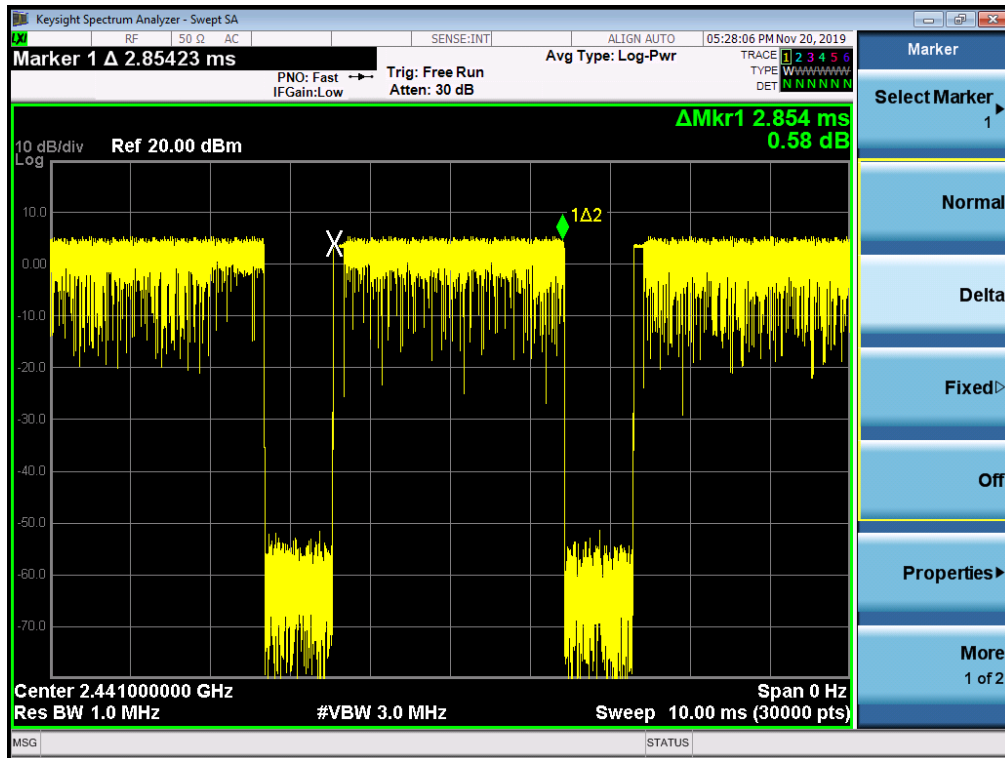 Keysight Spectrum Analyzer - Swept SA
LXI RF 50 Ω AC SENSE:INT ALIGN AUTO 05:28:06 PM Nov 20, 2019
Marker 1 Δ 2.85423 ms
PNO: Fast
IFGain:Low
Trig: Free Run
Atten: 30 dB
Avg Type: Log-Pwr
TRACE 1 2 3 4 5 6
TYPE W
DET N N N N N N
ΔMkr1 2.854 ms
0.58 dB
10 dB/div Ref 20.00 dBm
Log
10.0
0.00
-10.0
-20.0
-30.0
-40.0
-50.0
-60.0
-70.0
1Δ2
Center 2.441000000 GHz Span 0 Hz
Res BW 1.0 MHz #VBW 3.0 MHz Sweep 10.00 ms (30000 pts)
MSG STATUS
Marker
Select Marker
1
Normal
Delta
Fixed
Off
Properties
More
1 of 2